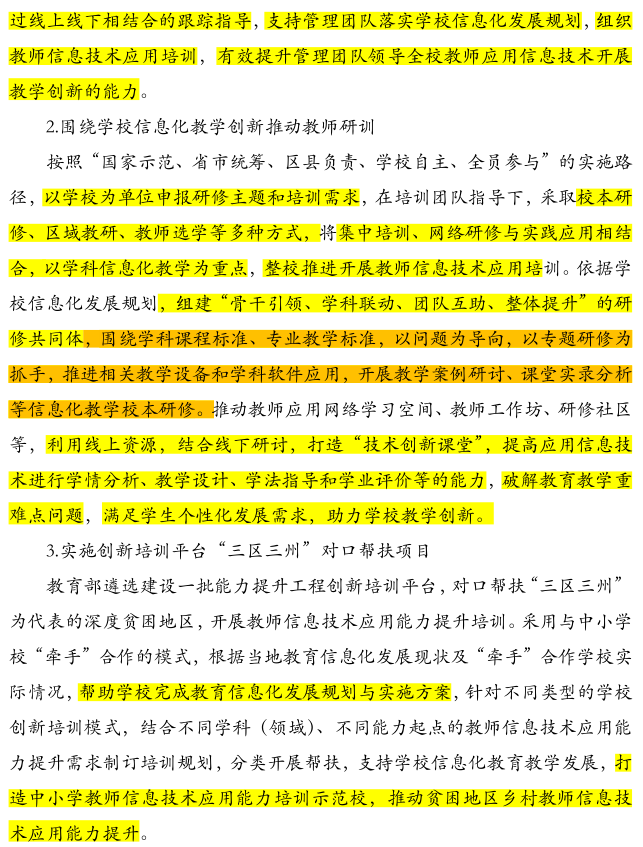 过线上线下相结合的跟踪指导，支持管理团队落实学校信息化发展规划，组织
教师信息技术应用培训，有效提升管理团队领导全校教师应用信息技术开展
教学创新的能力。
2.围绕学校信息化教学创新推动教师研训
按照“国家示范、省市统筹、区县负责、学校自主、全员参与”的实施路
径，以学校为单位申报研修主题和培训需求，在培训团队指导下，采取校本研
修、区域教研、教师选学等多种方式，将集中培训、网络研修与实践应用相结
合，以学科信息化教学为重点，整校推进开展教师信息技术应用培训。依据学
校信息化发展规划，组建“骨干引领、学科联动、团队互助、整体提升”的研
修共同体，围绕学科课程标准、专业教学标准，以问题为导向，以专题研修为
抓手，推进相关教学设备和学科软件应用，开展教学案例研讨、课堂实录分析
等信息化教学校本研修。推动教师应用网络学习空间、教师工作坊、研修社区
等，利用线上资源，结合线下研讨，打造“技术创新课堂”，提高应用信息技
术进行学情分析、教学设计、学法指导和学业评价等的能力，破解教育教学重
难点问题，满足学生个性化发展需求，助力学校教学创新。
3.实施创新培训平台“三区三州”对口帮扶项目
教育部遴选建设一批能力提升工程创新培训平台，对口帮扶“三区三州”
为代表的深度贫困地区，开展教师信息技术应用能力提升培训。采用与中小学
校“牵手”合作的模式，根据当地教育信息化发展现状及“牵手”合作学校实
际情况，帮助学校完成教育信息化发展规划与实施方案，针对不同类型的学校
创新培训模式，结合不同学科（领域）、不同能力起点的教师信息技术应用能
力提升需求制订培训规划，分类开展帮扶，支持学校信息化教育教学发展，打
造中小学教师信息技术应用能力培训示范校，推动贫困地区乡村教师信息技
术应用能力提升。